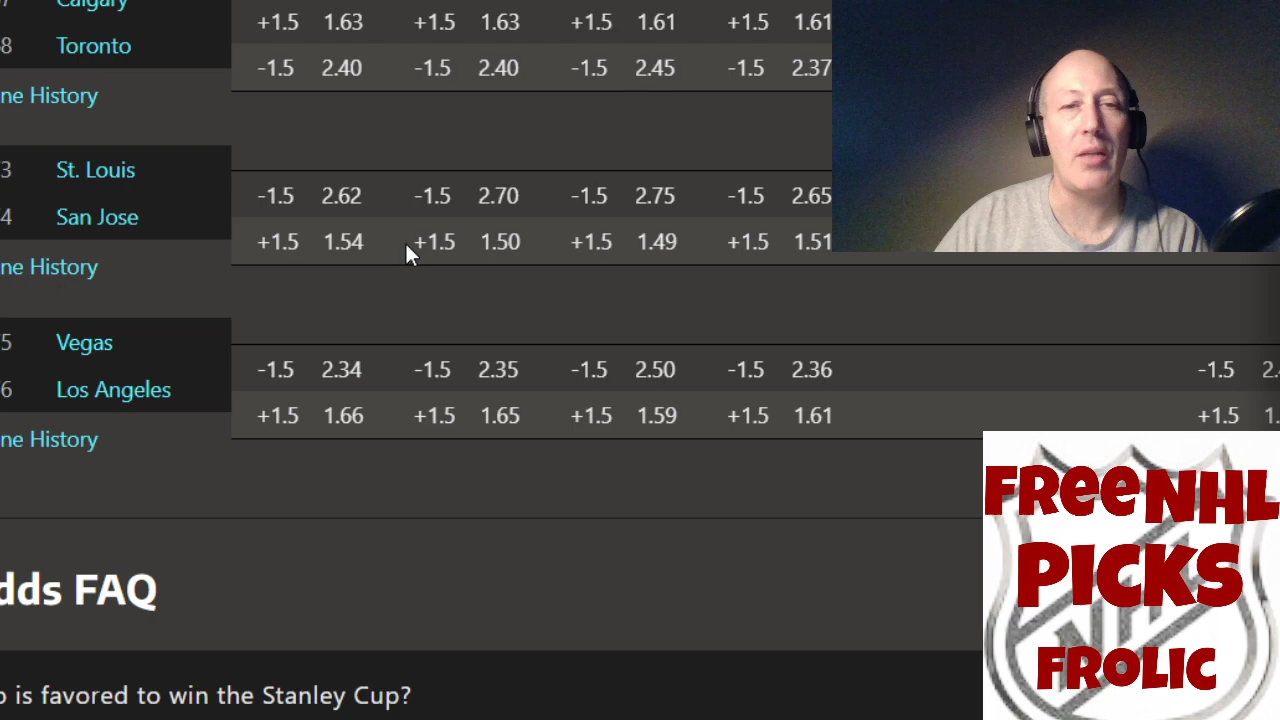 7 Calgary
+1.5 1.63 +1.5 1.63 +1.5 1.61 +1.5 1.61
8 Toronto
-1.5 2.40 -1.5 2.40 -1.5 2.45 -1.5 2.37
ne History
3 St. Louis
-1.5 2.62 -1.5 2.70 -1.5 2.75 -1.5 2.65
4 San Jose
+1.5 1.54 +1.5 1.50 +1.5 1.49 +1.5 1.51
ne History
5 Vegas
-1.5 2.34 -1.5 2.35 -1.5 2.50 -1.5 2.36 -1.5 2.
6 Los Angeles
+1.5 1.66 +1.5 1.65 +1.5 1.59 +1.5 1.61 +1.5 1.
ne History
FREE NHL
PICKS
NHL
FROLIC
dds FAQ
o is favored to win the Stanley Cup?